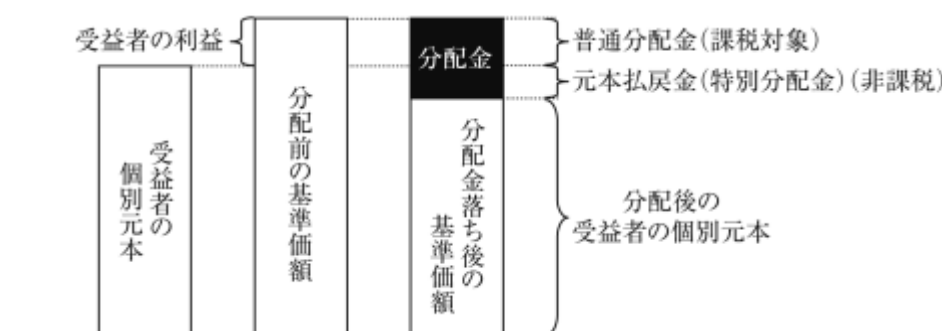 受益者の利益
受益者の
個別元本
分配前の基準価額
分配金
分配金落ち後の
基準価額
普通分配金(課税対象)
元本払戻金(特別分配金)(非課税)
分配後の
受益者の個別元本